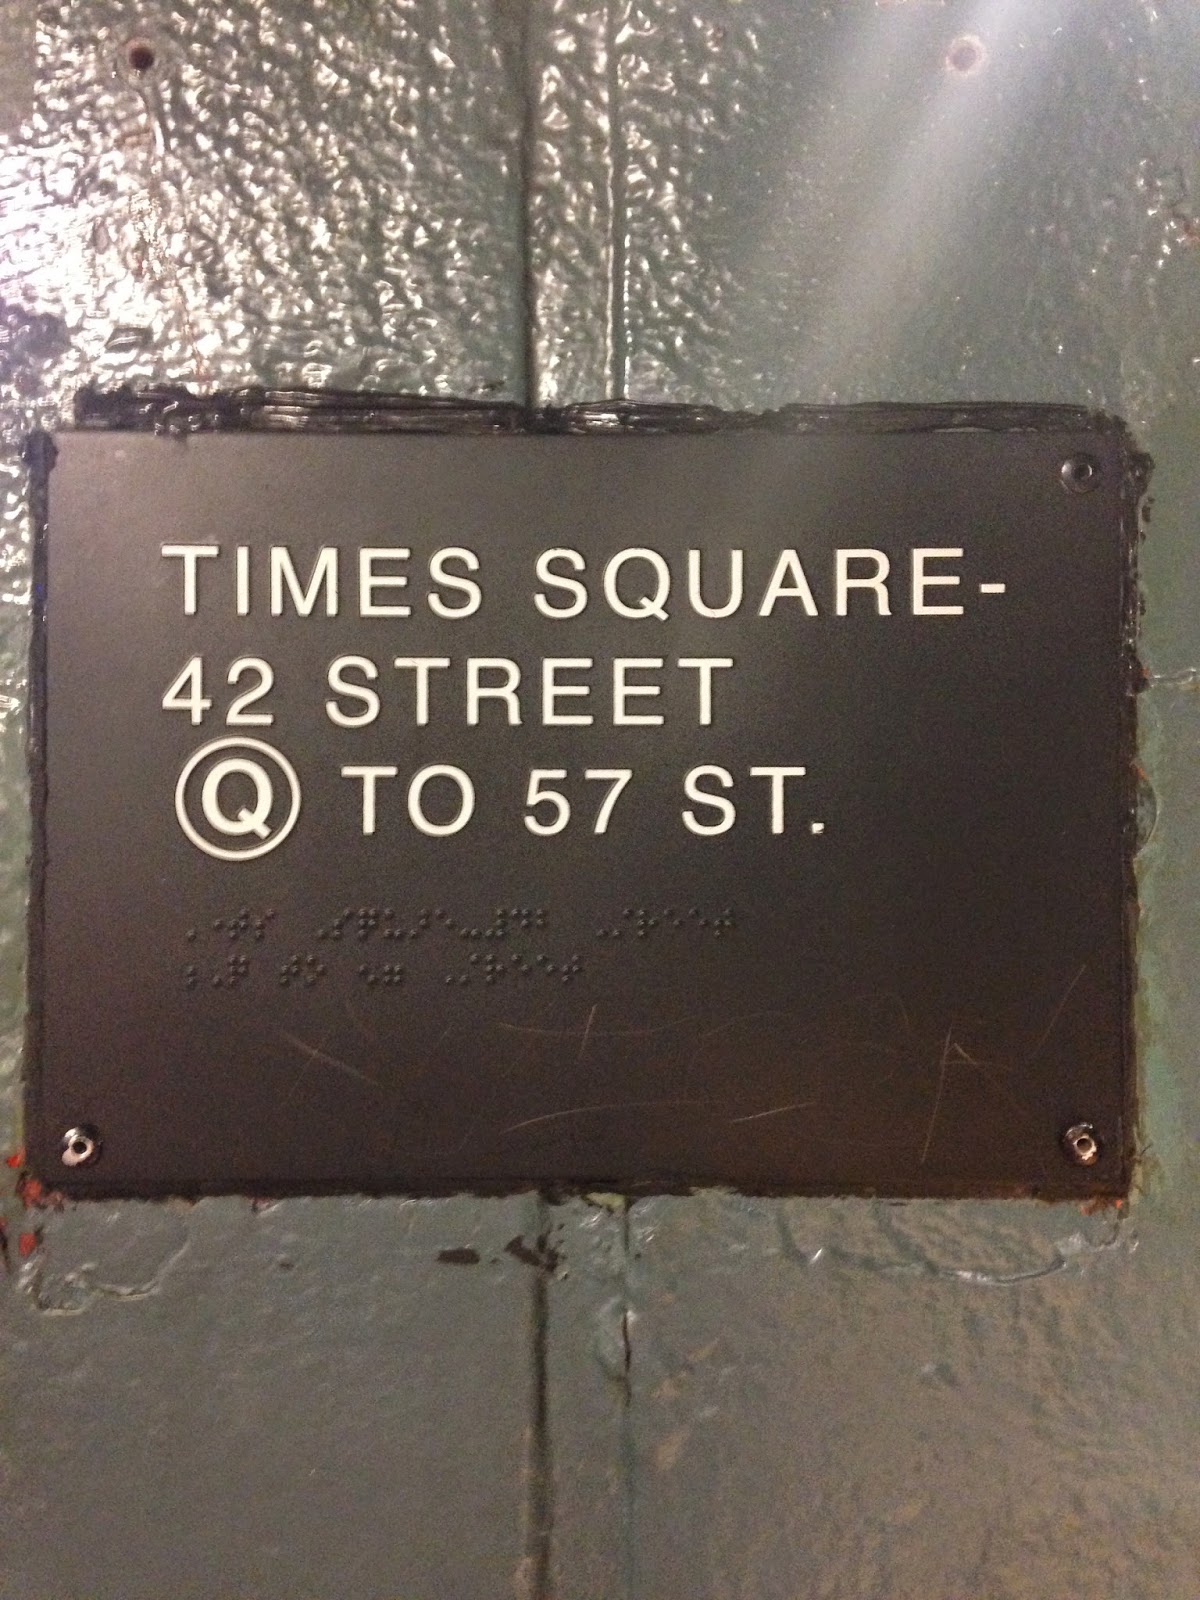 TIMES SQUARE-
42 STREET
Q TO 57 ST.